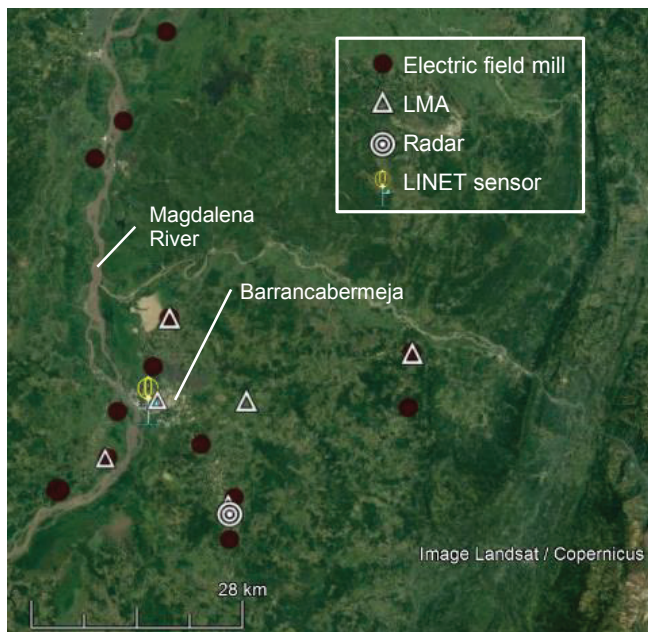 Electric field mill
LMA
Radar
LINET sensor
Magdalena
River
Barrancabermeja
Image Landsat / Copernicus
28 km